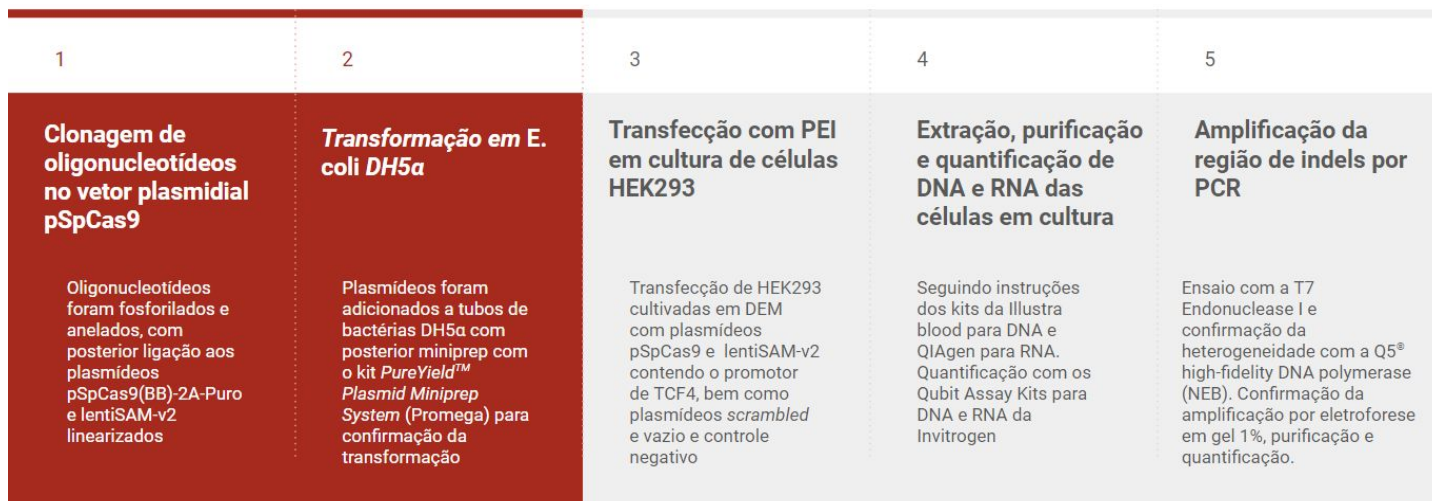 1
2
3
4
5
Clonagem de
oligonucleotídeos
no vetor plasmidial
pSpCas9
Oligonucleotídeos
foram fosforilados e
anelados, com
posterior ligação aos
plasmídeos
pSpCas9(BB)-2A-Puro
e lentiSAM-v2
linearizados
Transformação em E.
coli DH5α
Plasmídeos foram
adicionados a tubos de
bactérias DH5α com
posterior miniprep com
o kit PureYield™
Plasmid Miniprep
System (Promega) para
confirmação da
transformação
Transfecção com PEI
em cultura de células
HEK293
Transfecção de HEK293
cultivadas em DEM
com plasmídeos
pSpCas9 e lentiSAM-v2
contendo o promotor
de TCF4, bem como
plasmídeos scrambled
e vazio e controle
negativo
Extração, purificação
e quantificação de
DNA e RNA das
células em cultura
Seguindo instruções
dos kits da Illustra
blood para DNA e
QIAgen para RNA.
Quantificação com os
Qubit Assay Kits para
DNA e RNA da
Invitrogen
Amplificação da
região de indels por
PCR
Ensaio com a T7
Endonuclease I e
confirmação da
heterogeneidade com a Q5®
high-fidelity DNA polymerase
(NEB). Confirmação da
amplificação por eletroforese
em gel 1%, purificação e
quantificação.